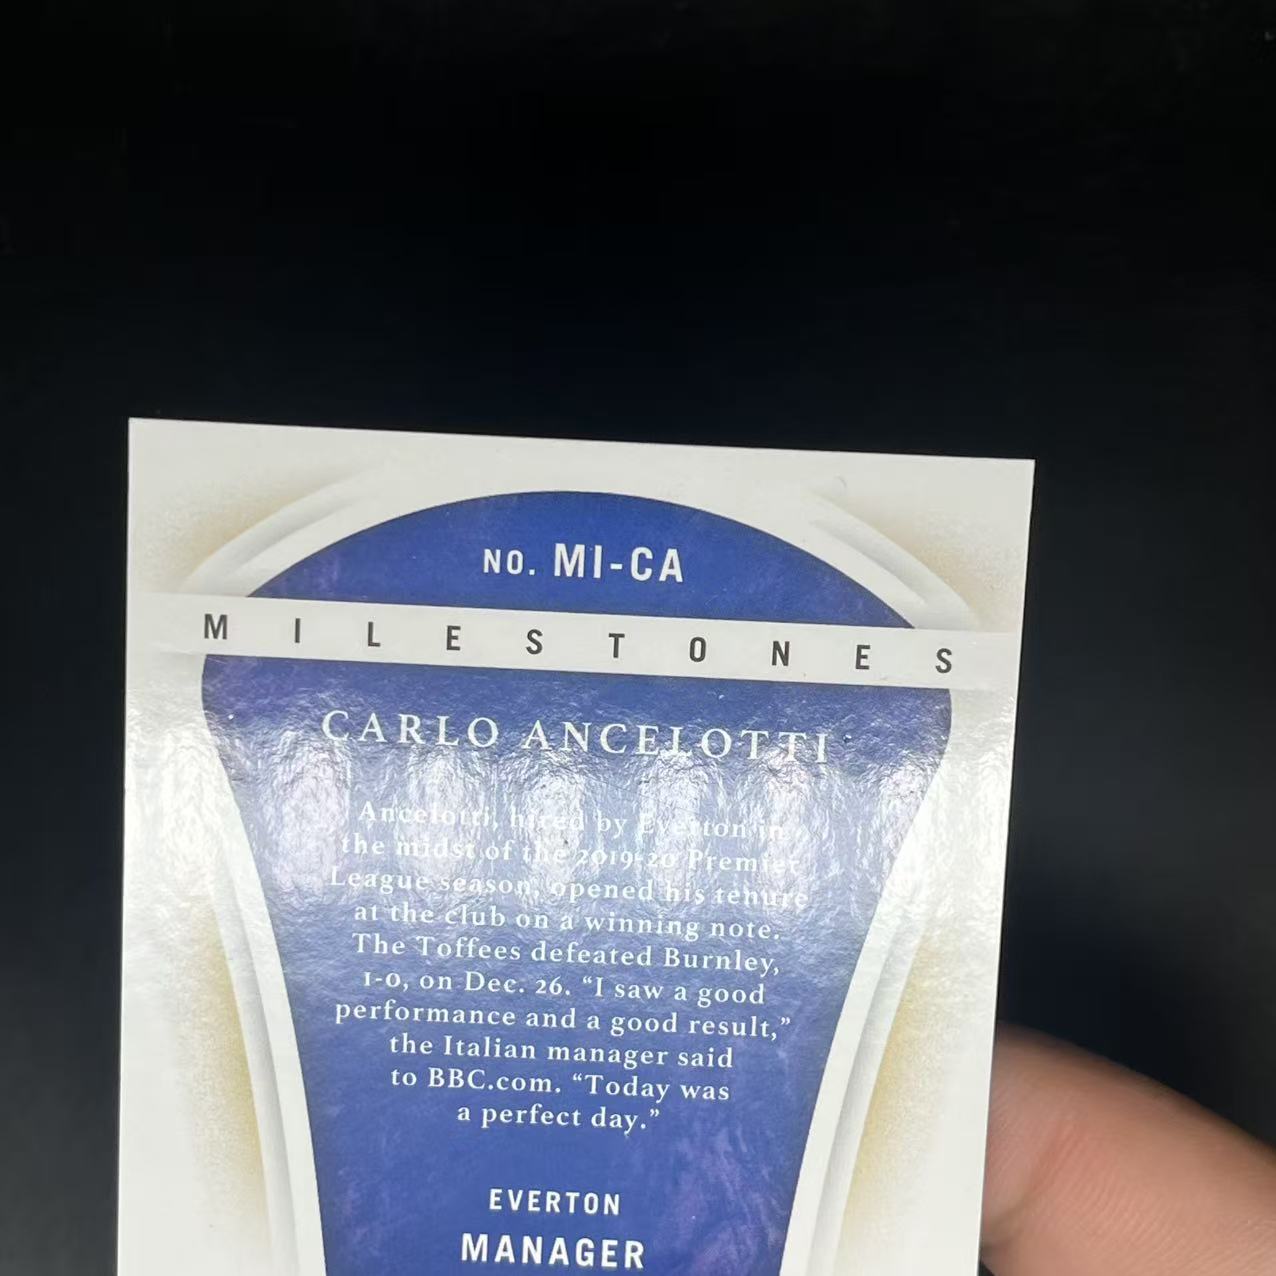 NO. MI-CA
MILESTONES
CARLO ANCELOTTI
Ancelotti, hired by Everton in
the midst of the 2019-20 Premier
League season, opened his tenure
at the club on a winning note.
The Toffees defeated Burnley,
1-0, on Dec. 26. “I saw a good
performance and a good result,”
the Italian manager said
to BBC.com. “Today was
a perfect day.”
EVERTON
MANAGER